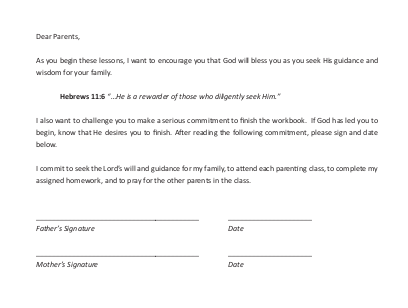 Dear Parents,
As you begin these lessons, I want to encourage you that God will bless you as you seek His guidance and
wisdom for your family.
Hebrews 11:6 "…He is a rewarder of those who diligently seek Him."
I also want to challenge you to make a serious commitment to finish the workbook. If God has led you to
begin, know that He desires you to finish. After reading the following commitment, please sign and date
below.
I commit to seek the Lord's will and guidance for my family, to attend each parenting class, to complete my
assigned homework, and to pray for the other parents in the class.
Father's Signature Date
Mother's Signature Date